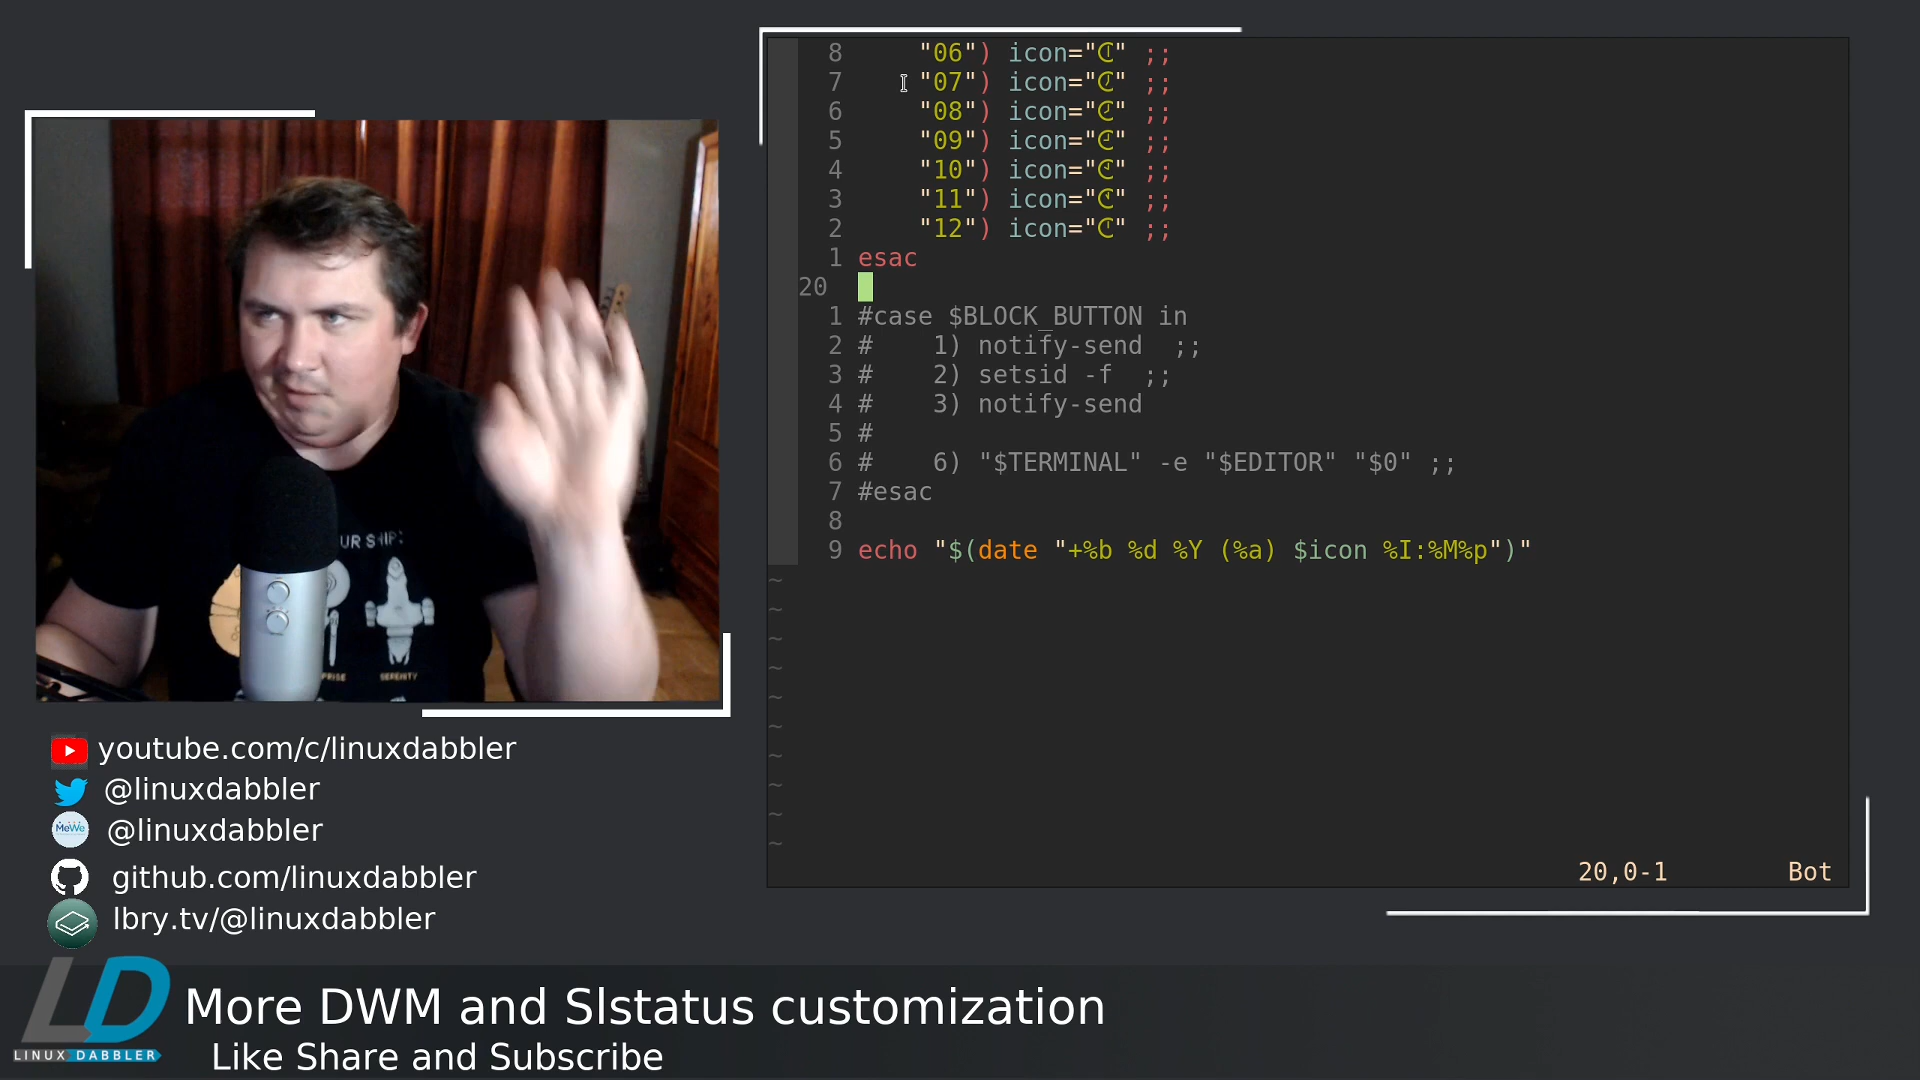 8 "06") icon="🕕" ;;
7 "07") icon="🕖" ;;
6 "08") icon="🕗" ;;
5 "09") icon="🕘" ;;
4 "10") icon="🕙" ;;
3 "11") icon="🕚" ;;
2 "12") icon="🕛" ;;
1 esac
20
1 #case $BLOCK_BUTTON in
2 #    1) notify-send  ;;
3 #    2) setsid -f  ;;
4 #    3) notify-send
5 #
6 #    6) "$TERMINAL" -e "$EDITOR" "$0" ;;
7 #esac
8
9 echo "$(date "+%b %d %Y (%a) $icon %I:%M%p")"
~
~
~
~
~
~
~
~
~
~
20,0-1 Bot
UR SHIP:
PRISE
SERENITY
youtube.com/c/linuxdabbler
@linuxdabbler
MeWe
@linuxdabbler
github.com/linuxdabbler
lbry.tv/@linuxdabbler
LD
LINUX DABBLER
More DWM and Slstatus customization
Like Share and Subscribe